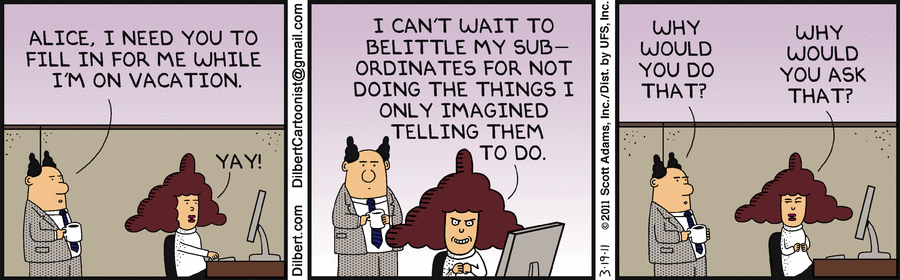 ALICE, I NEED YOU TO
FILL IN FOR ME WHILE
I'M ON VACATION.
YAY!
DilbertCartoonist@gmail.com
Dilbert.com
I CAN'T WAIT TO
BELITTLE MY SUB-
ORDINATES FOR NOT
DOING THE THINGS I
ONLY IMAGINED
TELLING THEM
TO DO.
©2011 Scott Adams, Inc./Dist. by UFS, Inc.
3-19-11
WHY
WOULD
YOU DO
THAT?
WHY
WOULD
YOU ASK
THAT?